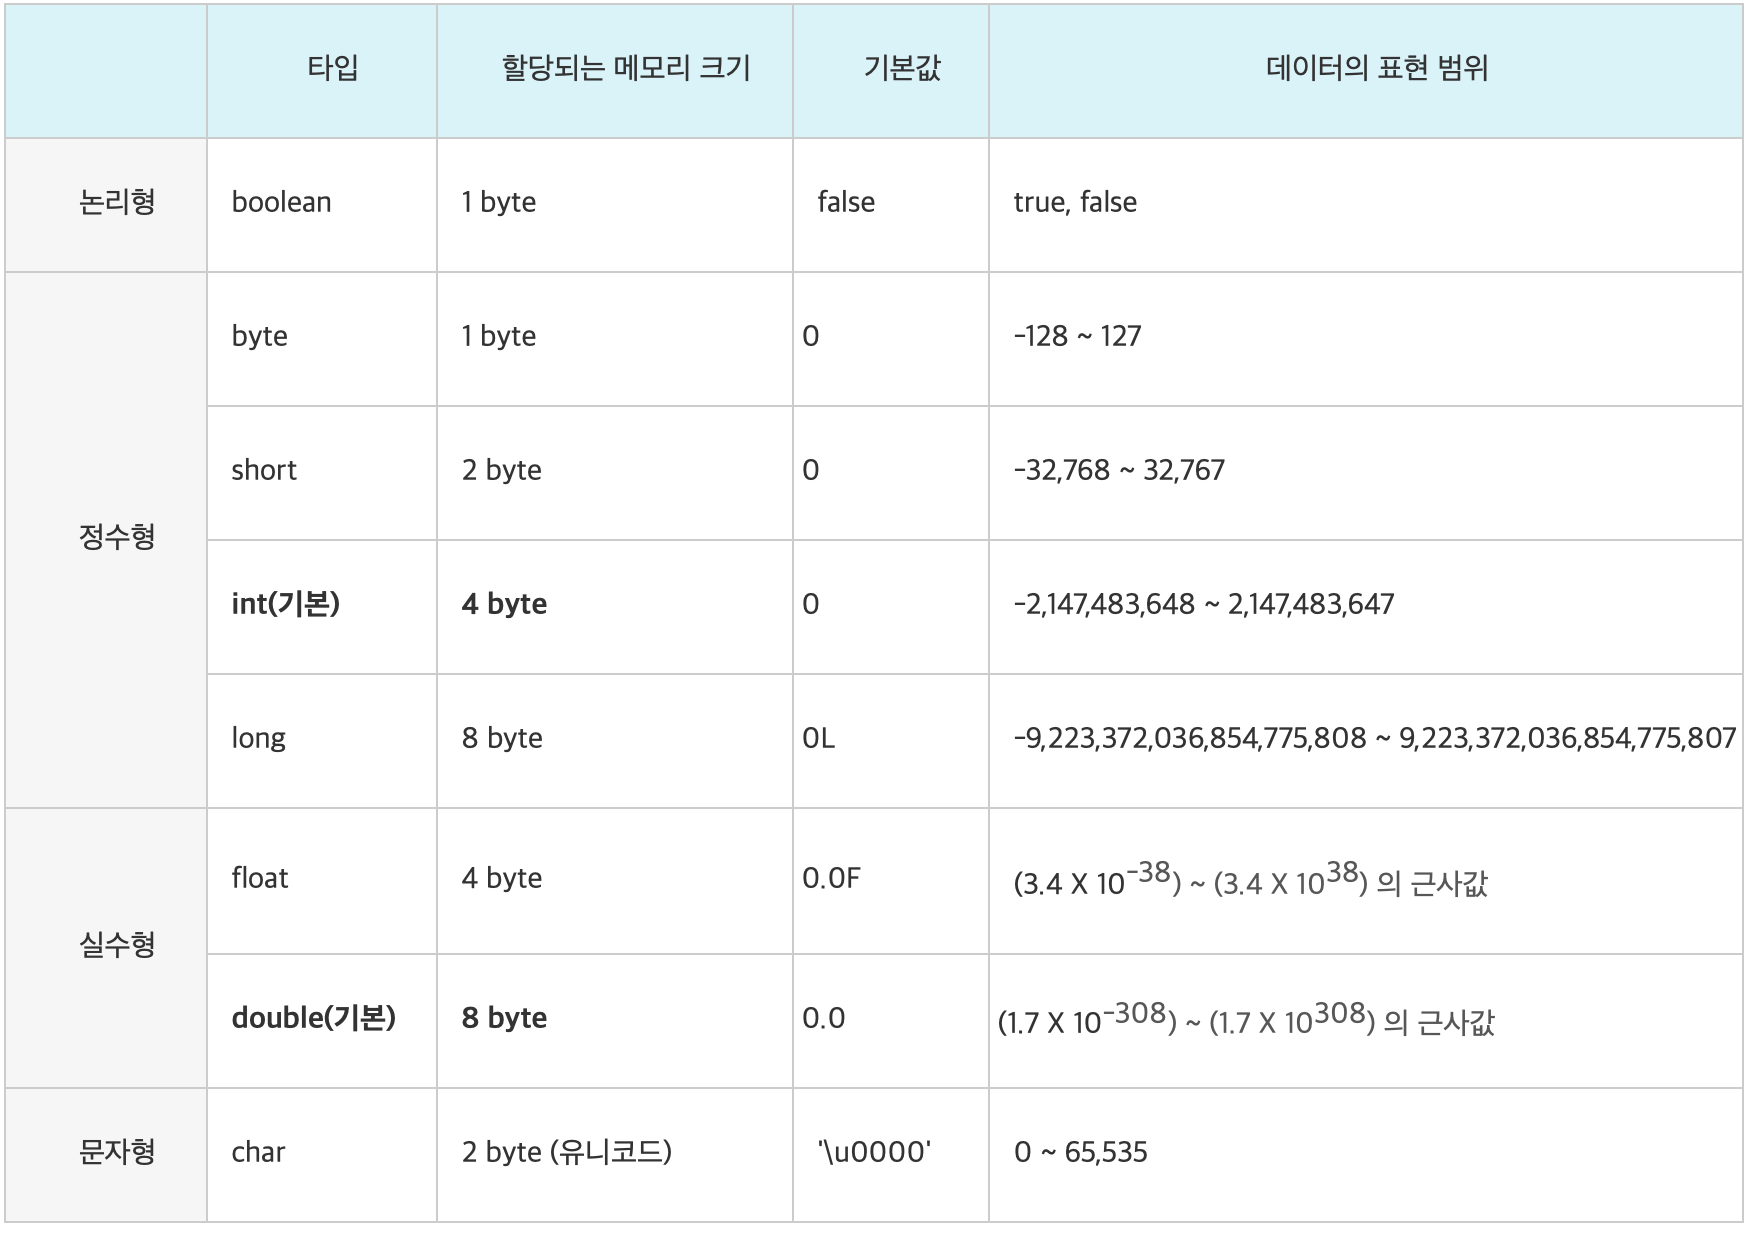 타입 할당되는 메모리 크기 기본값 데이터의 표현 범위
논리형 boolean 1 byte false true, false
정수형 byte 1 byte 0 -128 ~ 127
short 2 byte 0 -32,768 ~ 32,767
int(기본) 4 byte 0 -2,147,483,648 ~ 2,147,483,647
long 8 byte 0L -9,223,372,036,854,775,808 ~ 9,223,372,036,854,775,807
실수형 float 4 byte 0.0F (3.4 X 10⁻³⁸) ~ (3.4 X 10³⁸) 의 근사값
double(기본) 8 byte 0.0 (1.7 X 10⁻³⁰⁸) ~ (1.7 X 10³⁰⁸) 의 근사값
문자형 char 2 byte (유니코드) '\u0000' 0 ~ 65,535